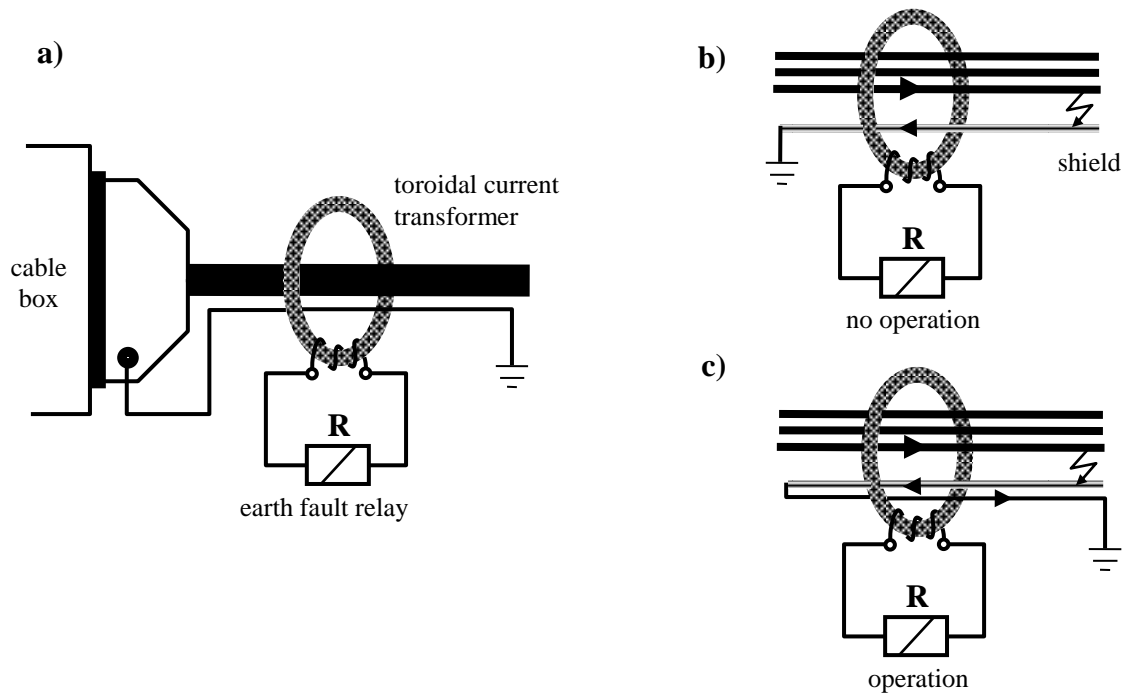 a)
toroidal current
transformer
cable
box
R
earth fault relay
b)
shield
R
no operation
c)
R
operation